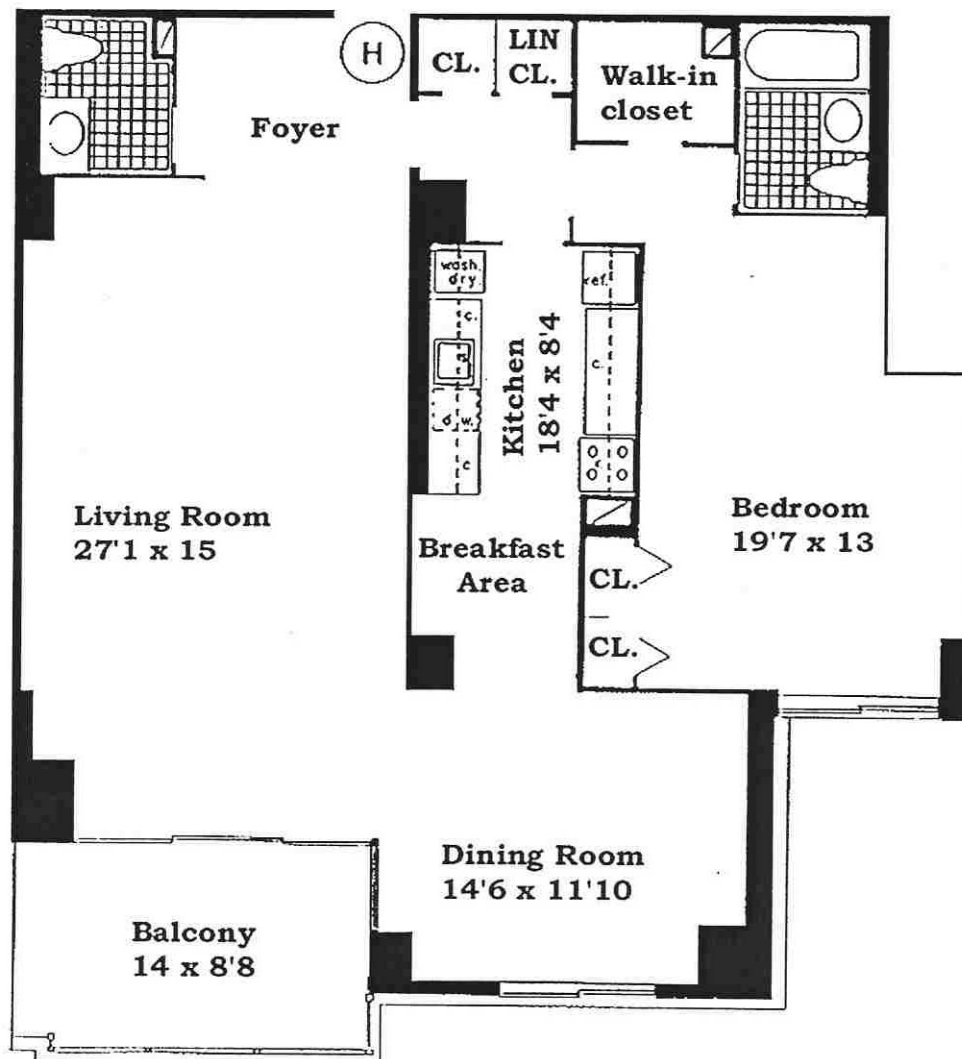 H
CL.
LIN
CL.
Walk-in
closet
Foyer
wash.
dry.
ref.
c.
Kitchen
18'4 x 8'4
c.
d w.
c
c
Living Room
27'1 x 15
Breakfast
Area
Bedroom
19'7 x 13
CL.
CL.
Dining Room
14'6 x 11'10
Balcony
14 x 8'8